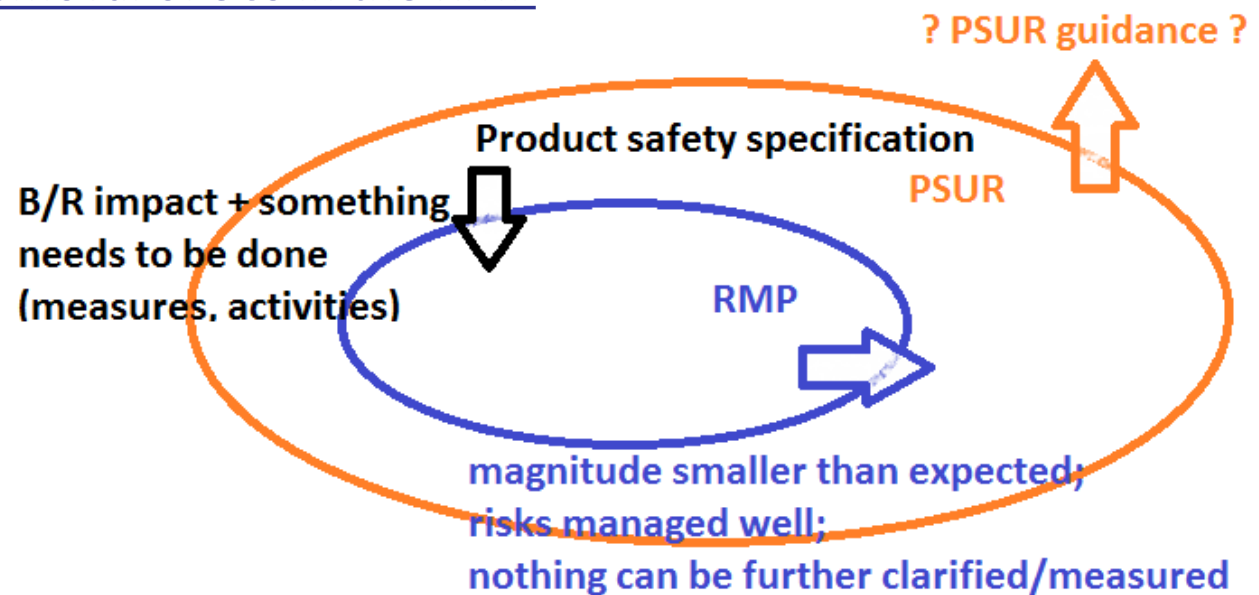 ? PSUR guidance ?
Product safety specification
PSUR
B/R impact + something
needs to be done
(measures, activities)
RMP
magnitude smaller than expected;
risks managed well;
nothing can be further clarified/measured